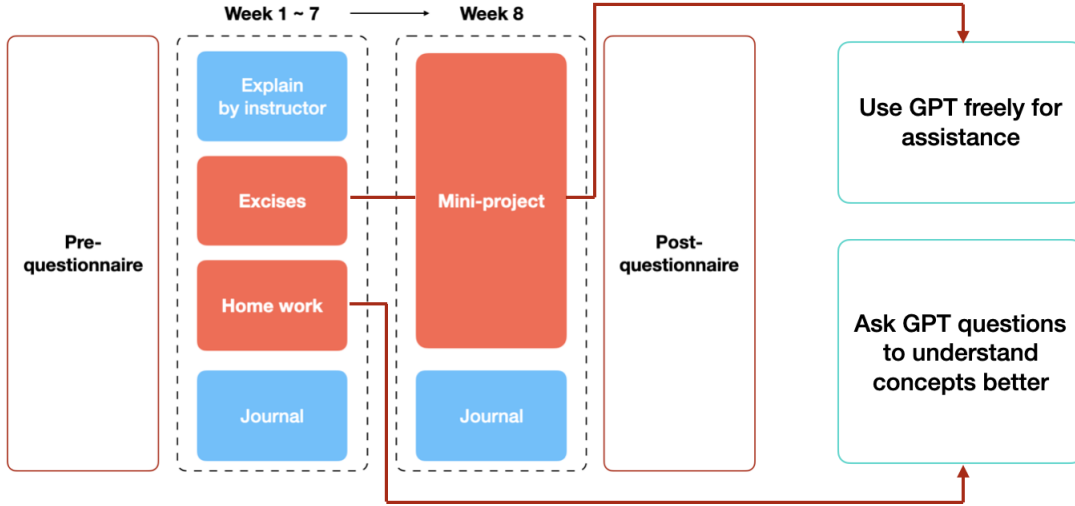 Week 1 ~ 7
Week 8
Pre-
questionnaire
Explain
by instructor
Excises
Home work
Journal
Mini-project
Journal
Post-
questionnaire
Use GPT freely for
assistance
Ask GPT questions
to understand
concepts better